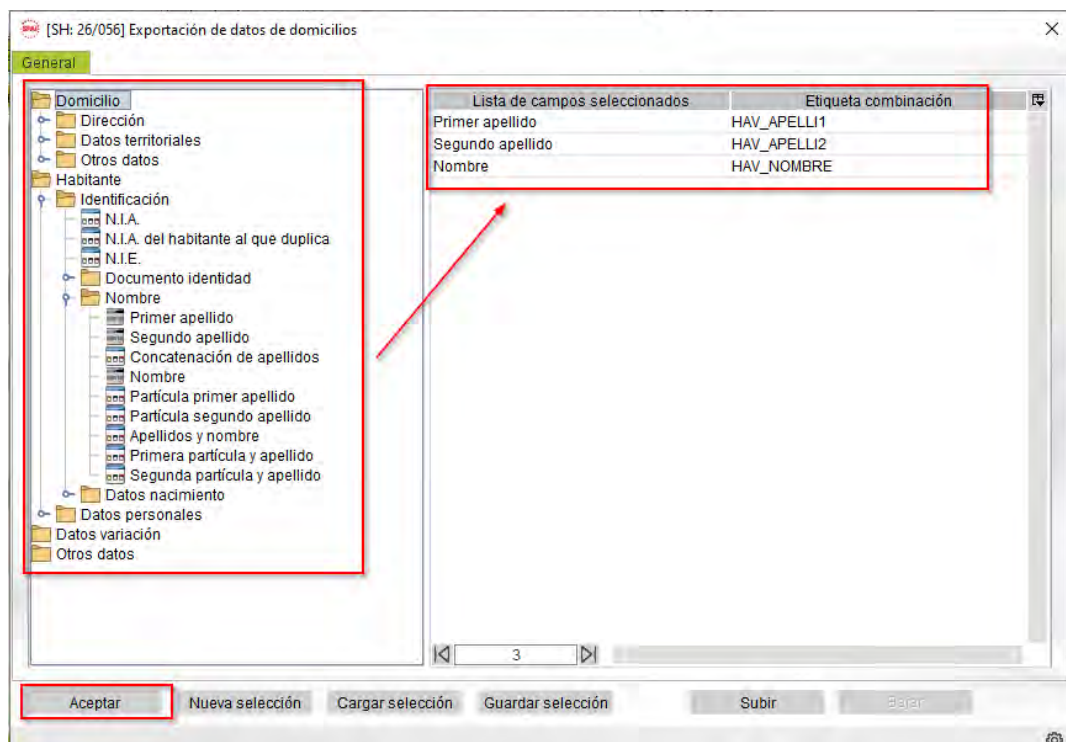 [SH: 26/056] Exportación de datos de domicilios
General
Domicilio
Dirección
Datos territoriales
Otros datos
Habitante
Identificación
N.I.A.
N.I.A. del habitante al que duplica
N.I.E.
Documento identidad
Nombre
Primer apellido
Segundo apellido
Concatenación de apellidos
Nombre
Partícula primer apellido
Partícula segundo apellido
Apellidos y nombre
Primera partícula y apellido
Segunda partícula y apellido
Datos nacimiento
Datos personales
Datos variación
Otros datos
Lista de campos seleccionados Etiqueta combinación
Primer apellido HAV_APELLI1
Segundo apellido HAV_APELLI2
Nombre HAV_NOMBRE
3
Aceptar Nueva selección Cargar selección Guardar selección Subir Bajar